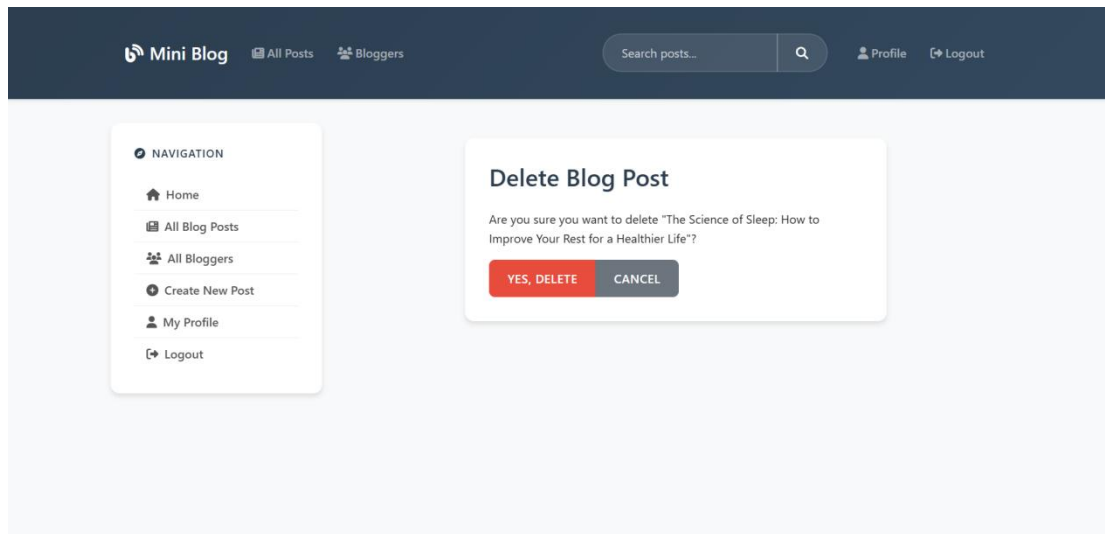 Mini Blog
All Posts
Bloggers
Search posts...
Profile
Logout
NAVIGATION
Home
All Blog Posts
All Bloggers
Create New Post
My Profile
Logout
Delete Blog Post
Are you sure you want to delete "The Science of Sleep: How to
Improve Your Rest for a Healthier Life"?
YES, DELETE
CANCEL